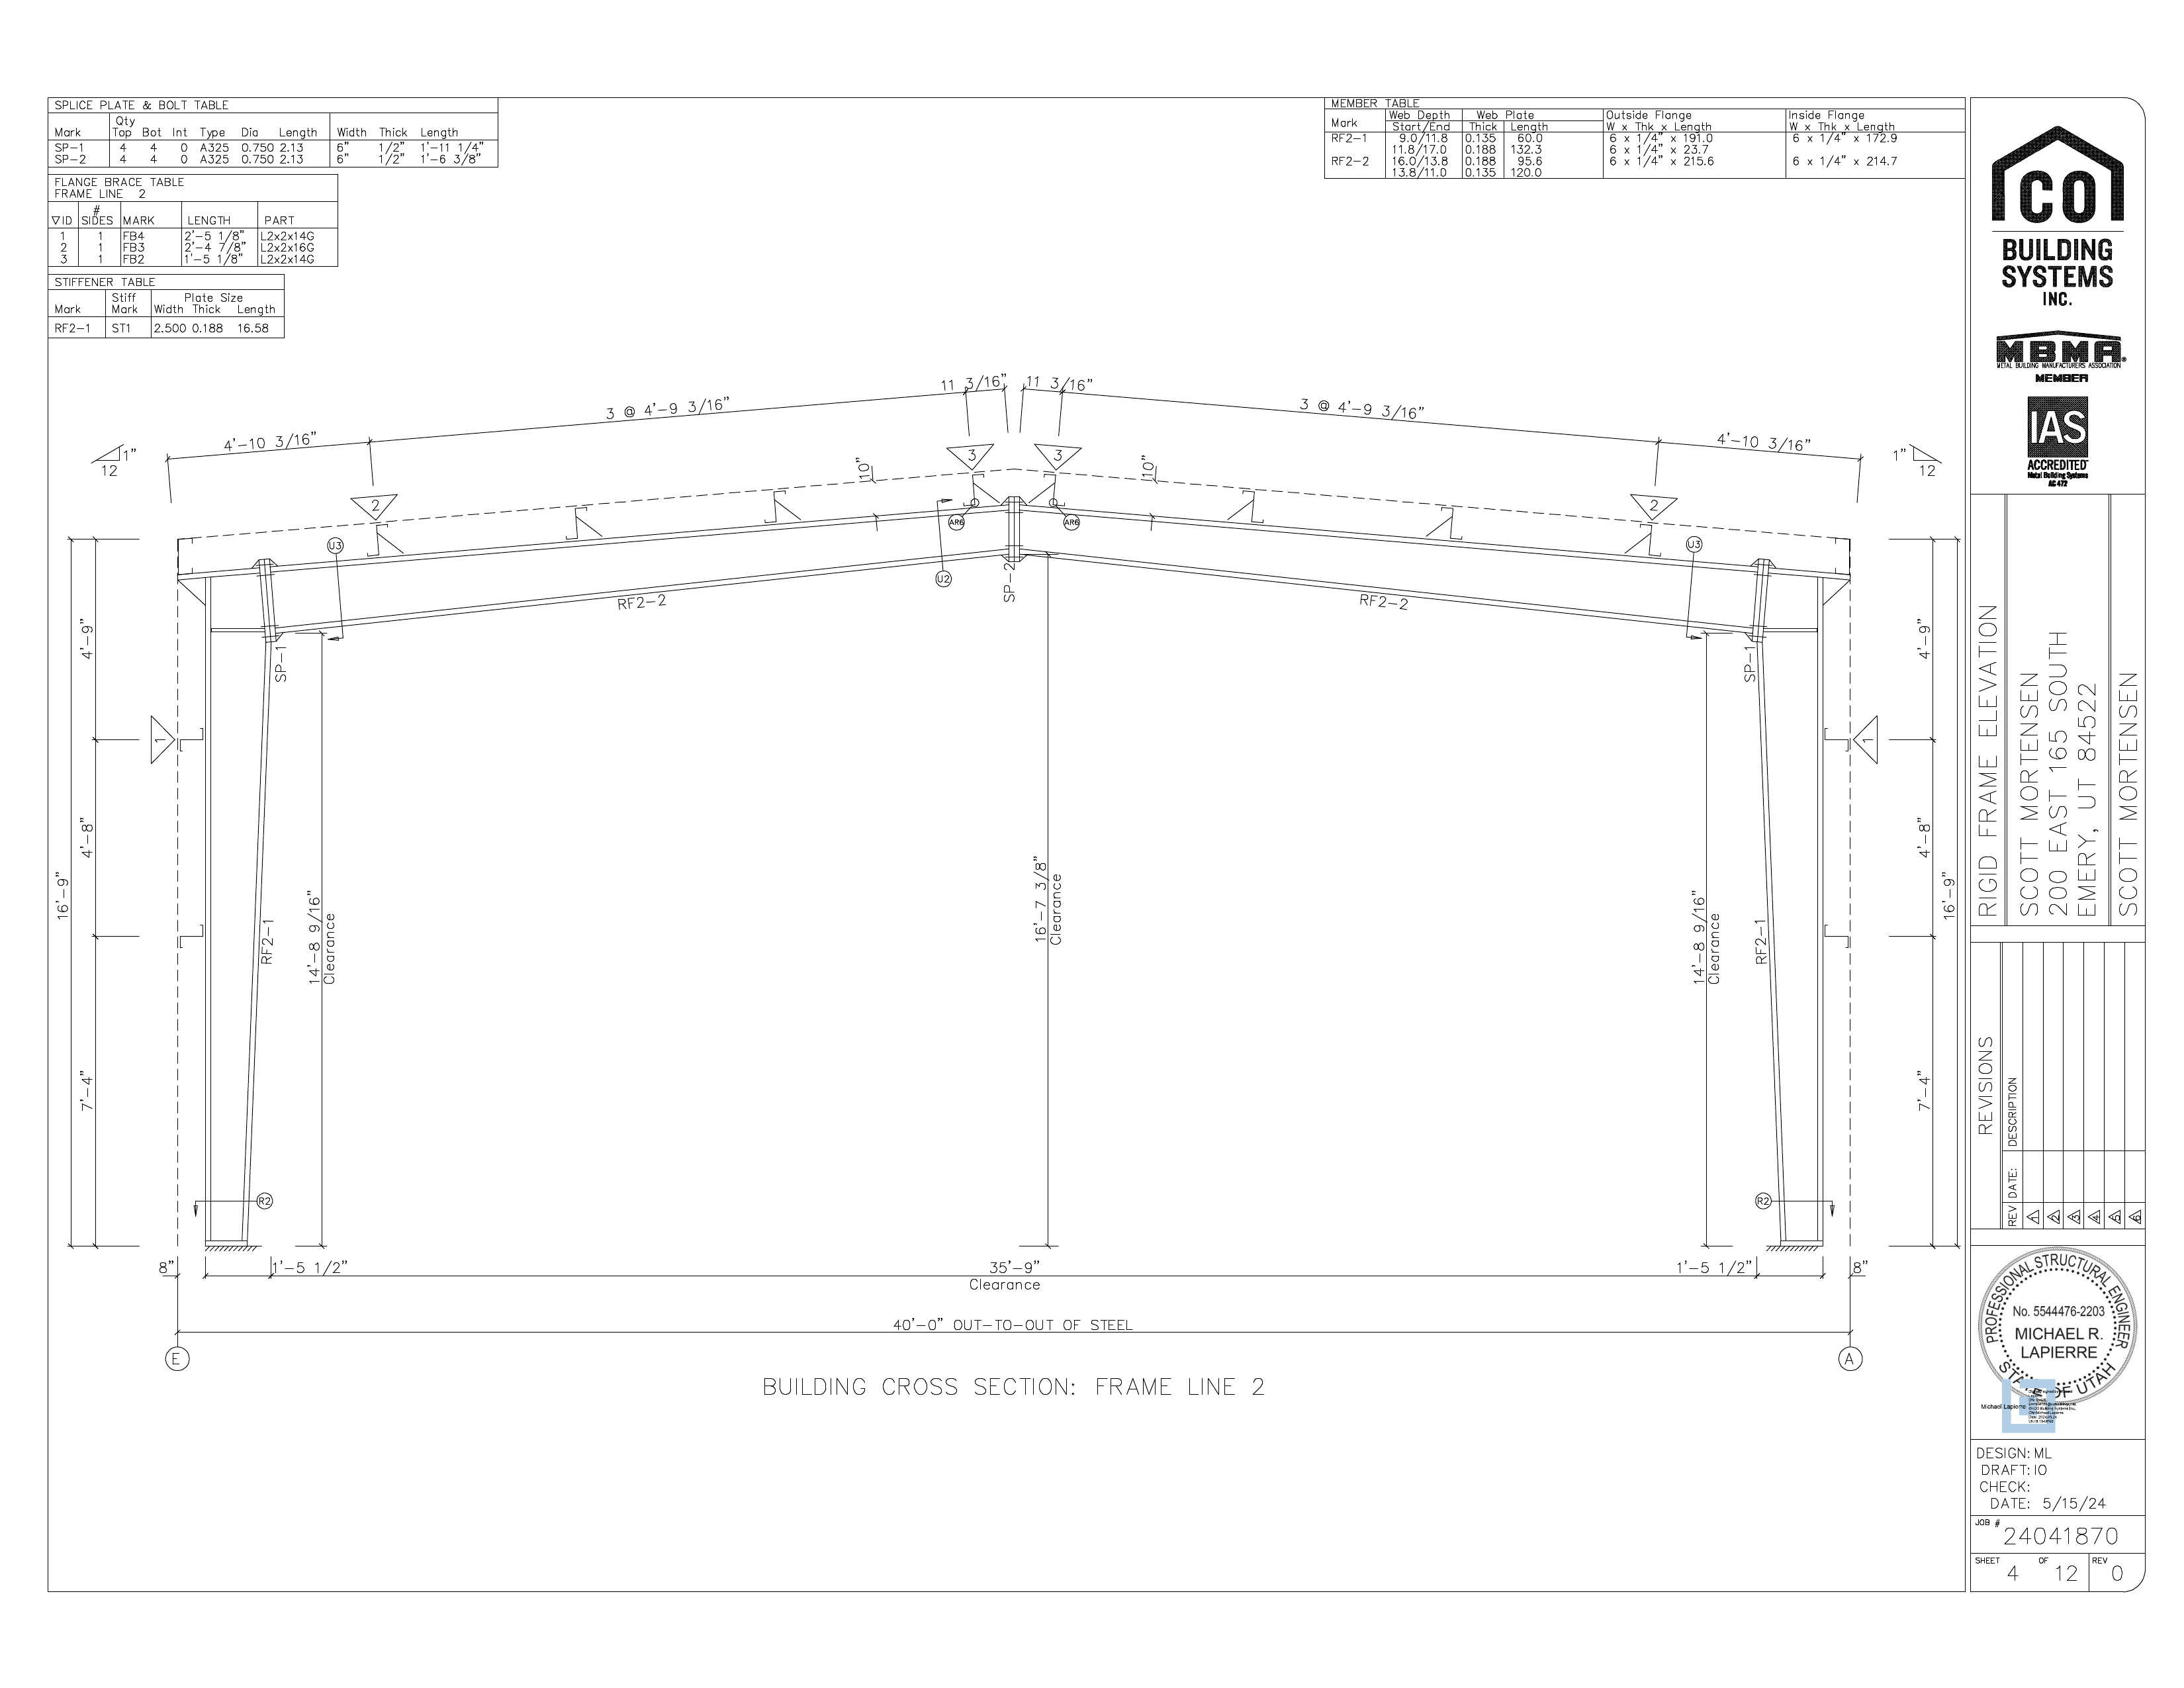 SPLICE PLATE & BOLT TABLE
Qty
Mark Top Bot Int Type Dia Length Width Thick Length
SP-1 4 4 0 A325 0.750 2.13 6" 1/2" 1'-11 1/4"
SP-2 4 4 0 A325 0.750 2.13 6" 1/2" 1'-6 3/8"
FLANGE BRACE TABLE
FRAME LINE 2
▽ID # SIDES MARK LENGTH PART
1 1 FB4 2'-5 1/8" L2x2x14G
2 1 FB3 2'-4 7/8" L2x2x16G
3 1 FB2 1'-5 1/8" L2x2x14G
STIFFENER TABLE
Stiff Plate Size
Mark Mark Width Thick Length
RF2-1 ST1 2.500 0.188 16.58
MEMBER TABLE
Web Depth Web Plate Outside Flange Inside Flange
Mark Start/End Thick Length W x Thk x Length W x Thk x Length
RF2-1 9.0/11.8 0.135 60.0 6 x 1/4" x 191.0 6 x 1/4" x 172.9
11.8/17.0 0.188 132.3 6 x 1/4" x 23.7
RF2-2 16.0/13.8 0.188 95.6 6 x 1/4" x 215.6 6 x 1/4" x 214.7
13.8/11.0 0.135 120.0
11 3/16" 11 3/16"
3 @ 4'-9 3/16" 3 @ 4'-9 3/16"
4'-10 3/16" 4'-10 3/16"
1" 12
1" 12
3 3
10" 10"
2 2
AR6 AR6
U3 U2 U3
SP-2
RF2-2 RF2-2
SP-1 SP-1
4'-9" 4'-9"
1 1
4'-8" 4'-8"
16'-9" 16'-9"
RF2-1 RF2-1
14'-8 9/16"
Clearance
16'-7 3/8"
Clearance
14'-8 9/16"
Clearance
7'-4" 7'-4"
R2 R2
8" 1'-5 1/2" 35'-9" 1'-5 1/2" 8"
Clearance
40'-0" OUT-TO-OUT OF STEEL
E A
BUILDING CROSS SECTION: FRAME LINE 2
CO
BUILDING
SYSTEMS
INC.
MBMA®
METAL BUILDING MANUFACTURERS ASSOCIATION
MEMBER
IAS
ACCREDITED
Metal Building Systems
AC 472
RIGID FRAME ELEVATION
SCOTT MORTENSEN
200 EAST 165 SOUTH
EMERY, UT 84522
SCOTT MORTENSEN
REVISIONS
REV DATE: DESCRIPTION
1
2
3
4
5
6
PROFESSIONAL STRUCTURAL ENGINEER
No. 5544476-2203
MICHAEL R.
LAPIERRE
STATE OF UTAH
Michael Lapierre
DESIGN: ML
DRAFT: IO
CHECK:
DATE: 5/15/24
JOB # 24041870
SHEET 4 OF 12 REV 0